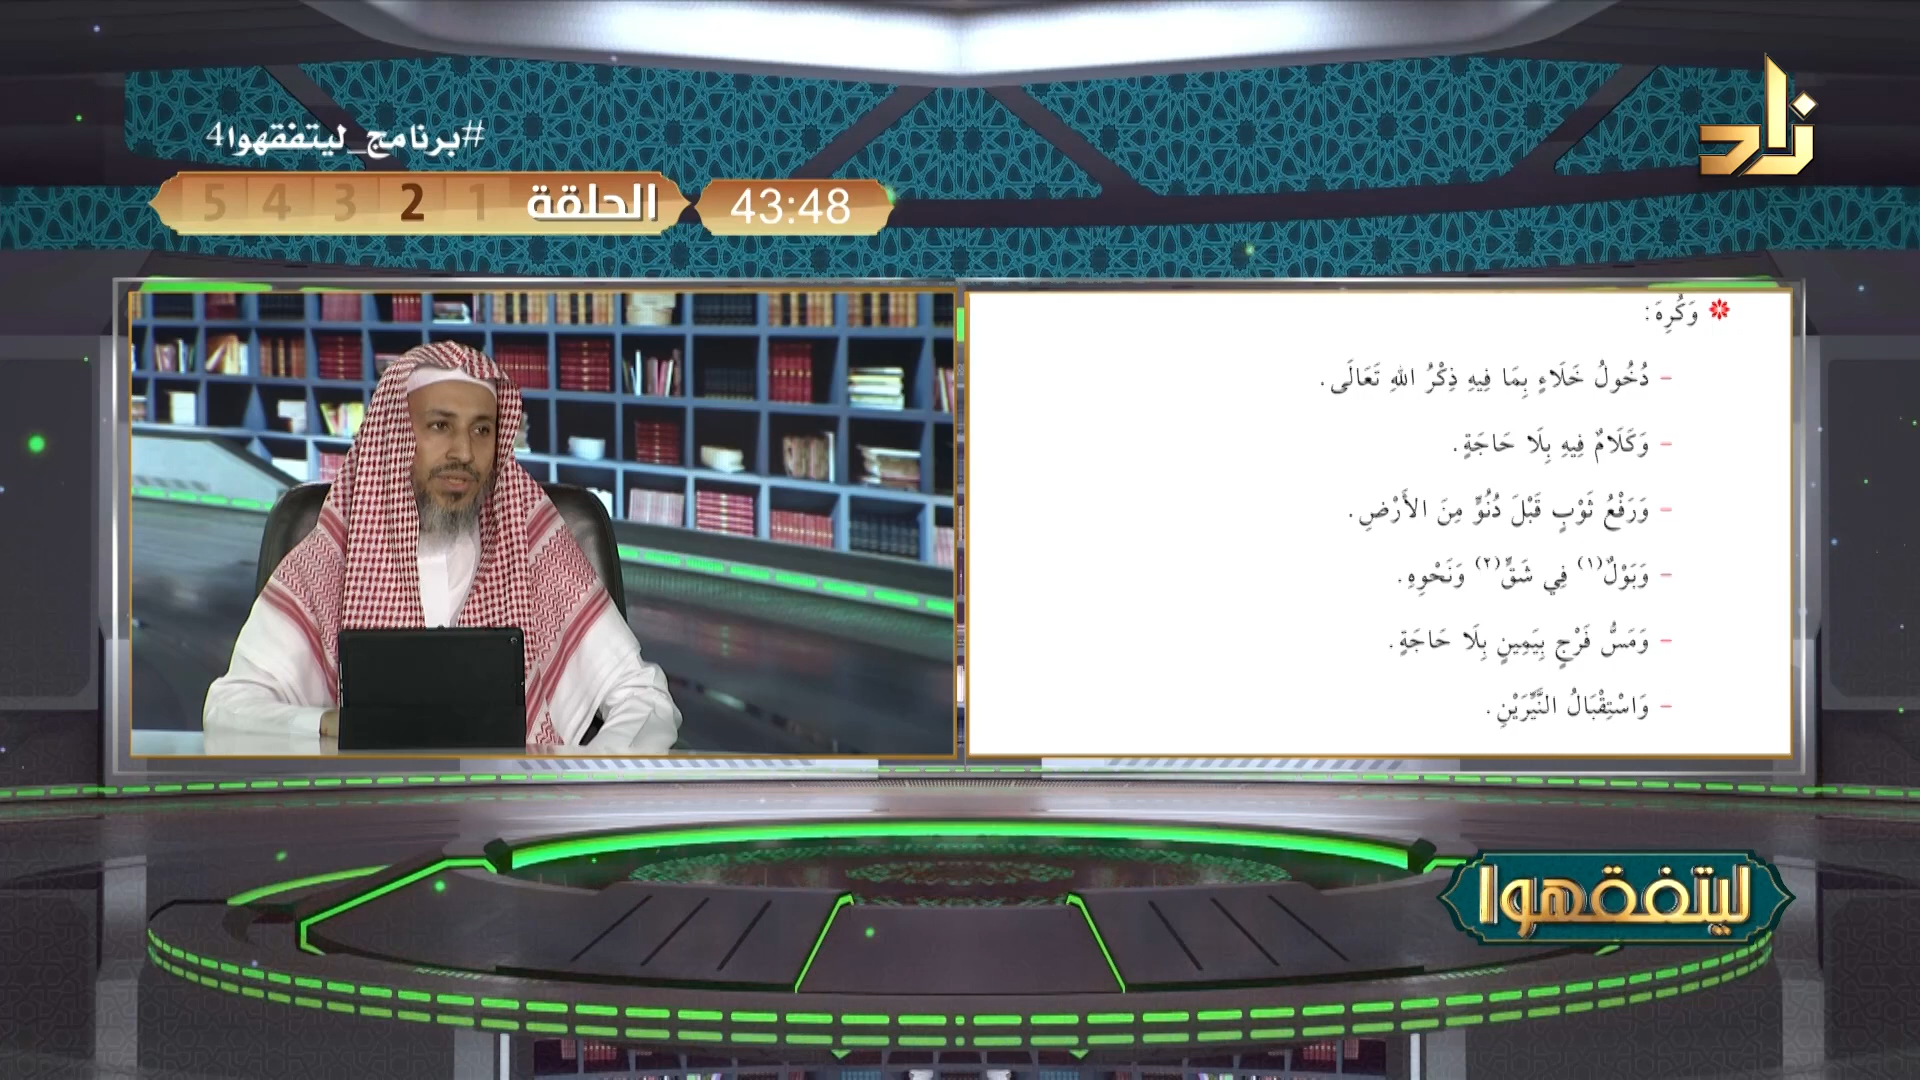 زاد
#برنامج_ليتفقهوا4
الحلقة 1 2 3 4 5
43:48
وَكُرِهَ:
- دُخُولُ خَلَاءٍ بِمَا فِيهِ ذِكْرُ اللهِ تَعَالَى.
- وَكَلَامٌ فِيهِ بِلَا حَاجَةٍ.
- وَرَفْعُ ثَوْبٍ قَبْلَ دُنُوٍّ مِنَ الأَرْضِ.
- وَبَوْلٌ(١) فِي شَقٍّ(٢) وَنَحْوِهِ.
- وَمَسُّ فَرْجٍ بِيَمِينٍ بِلَا حَاجَةٍ.
- وَاسْتِقْبَالُ النَّيِّرَيْنِ.
ليتفقهوا